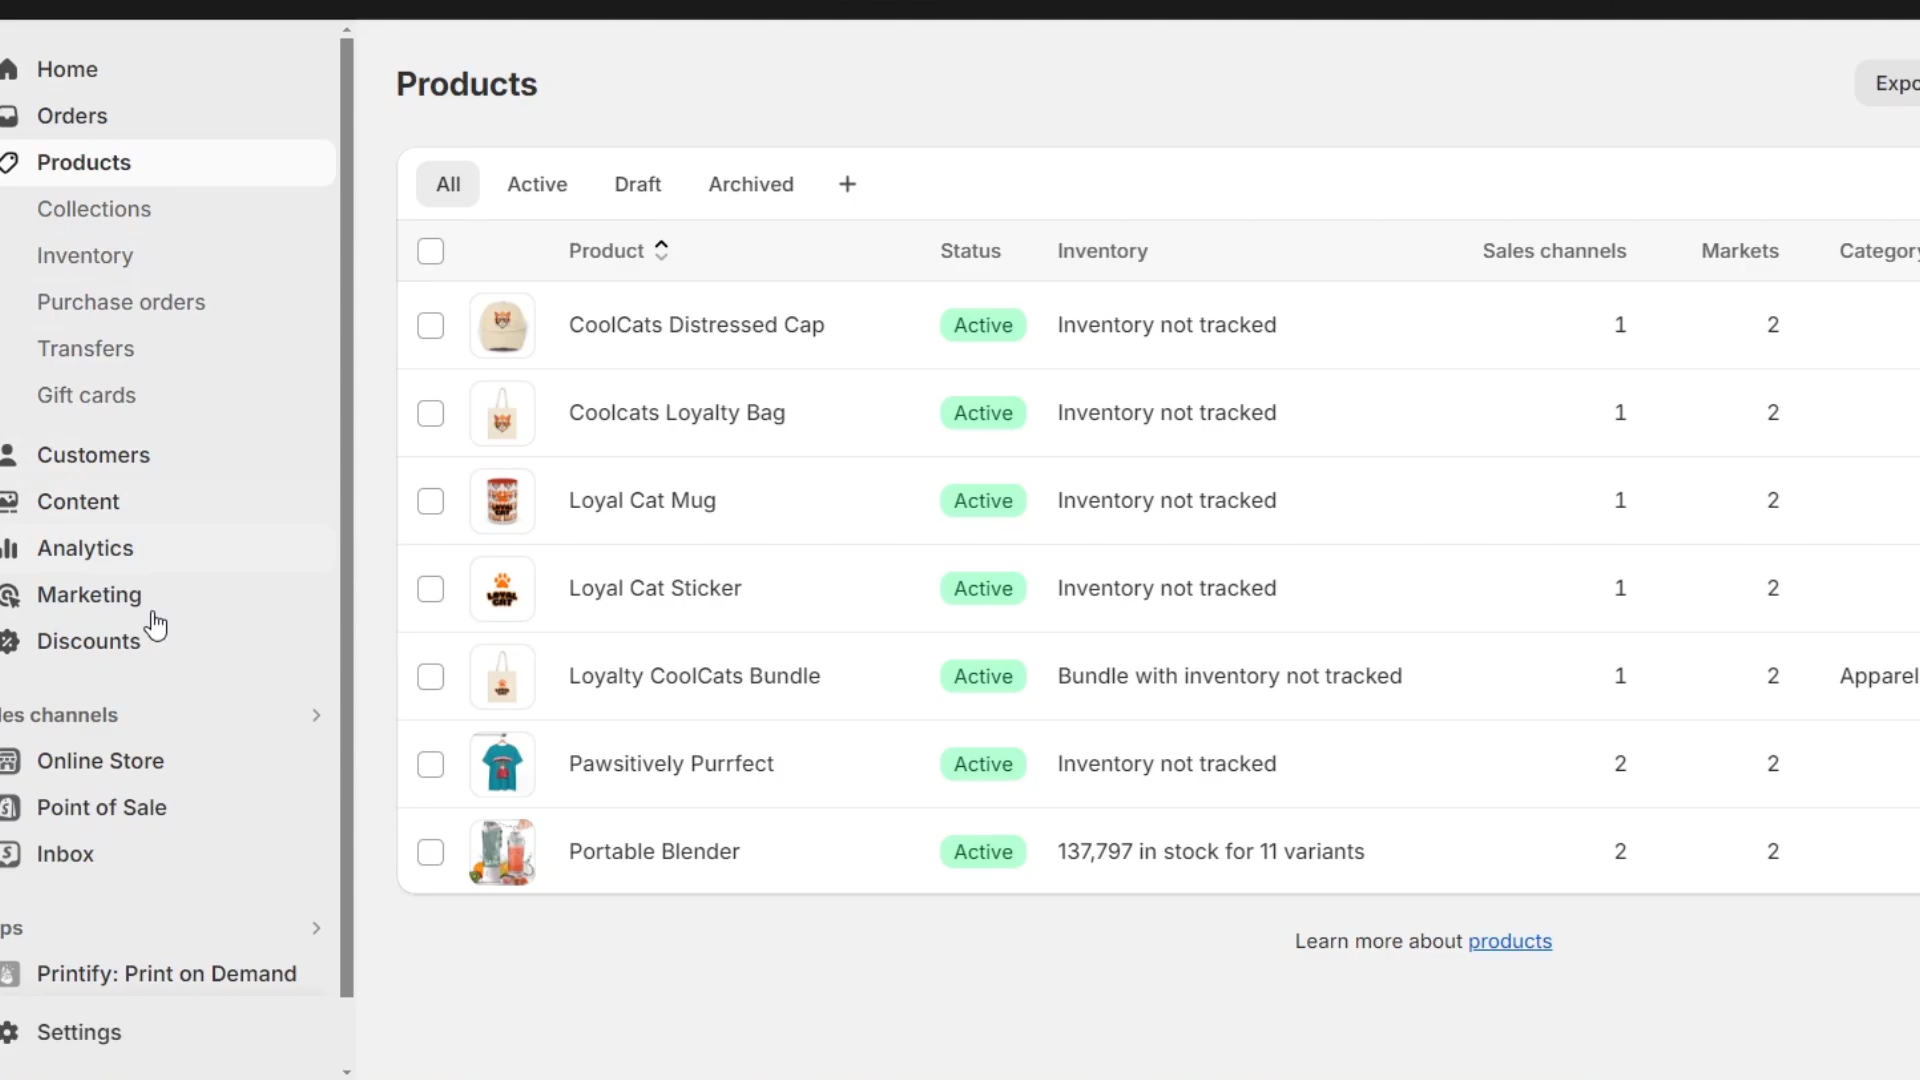 Home
Orders
Products
Collections
Inventory
Purchase orders
Transfers
Gift cards
Customers
Content
Analytics
Marketing
Discounts
les channels
Online Store
Point of Sale
Inbox
ps
Printify: Print on Demand
Settings
Products
Expo
All Active Draft Archived +
Product Status Inventory Sales channels Markets Category
CoolCats Distressed Cap Active Inventory not tracked 1 2
Coolcats Loyalty Bag Active Inventory not tracked 1 2
LOYAL CAT Loyal Cat Mug Active Inventory not tracked 1 2
LOYAL CAT Loyal Cat Sticker Active Inventory not tracked 1 2
Loyalty CoolCats Bundle Active Bundle with inventory not tracked 1 2 Apparel
Pawsitively Purrfect Active Inventory not tracked 2 2
Portable Blender Active 137,797 in stock for 11 variants 2 2
Learn more about products